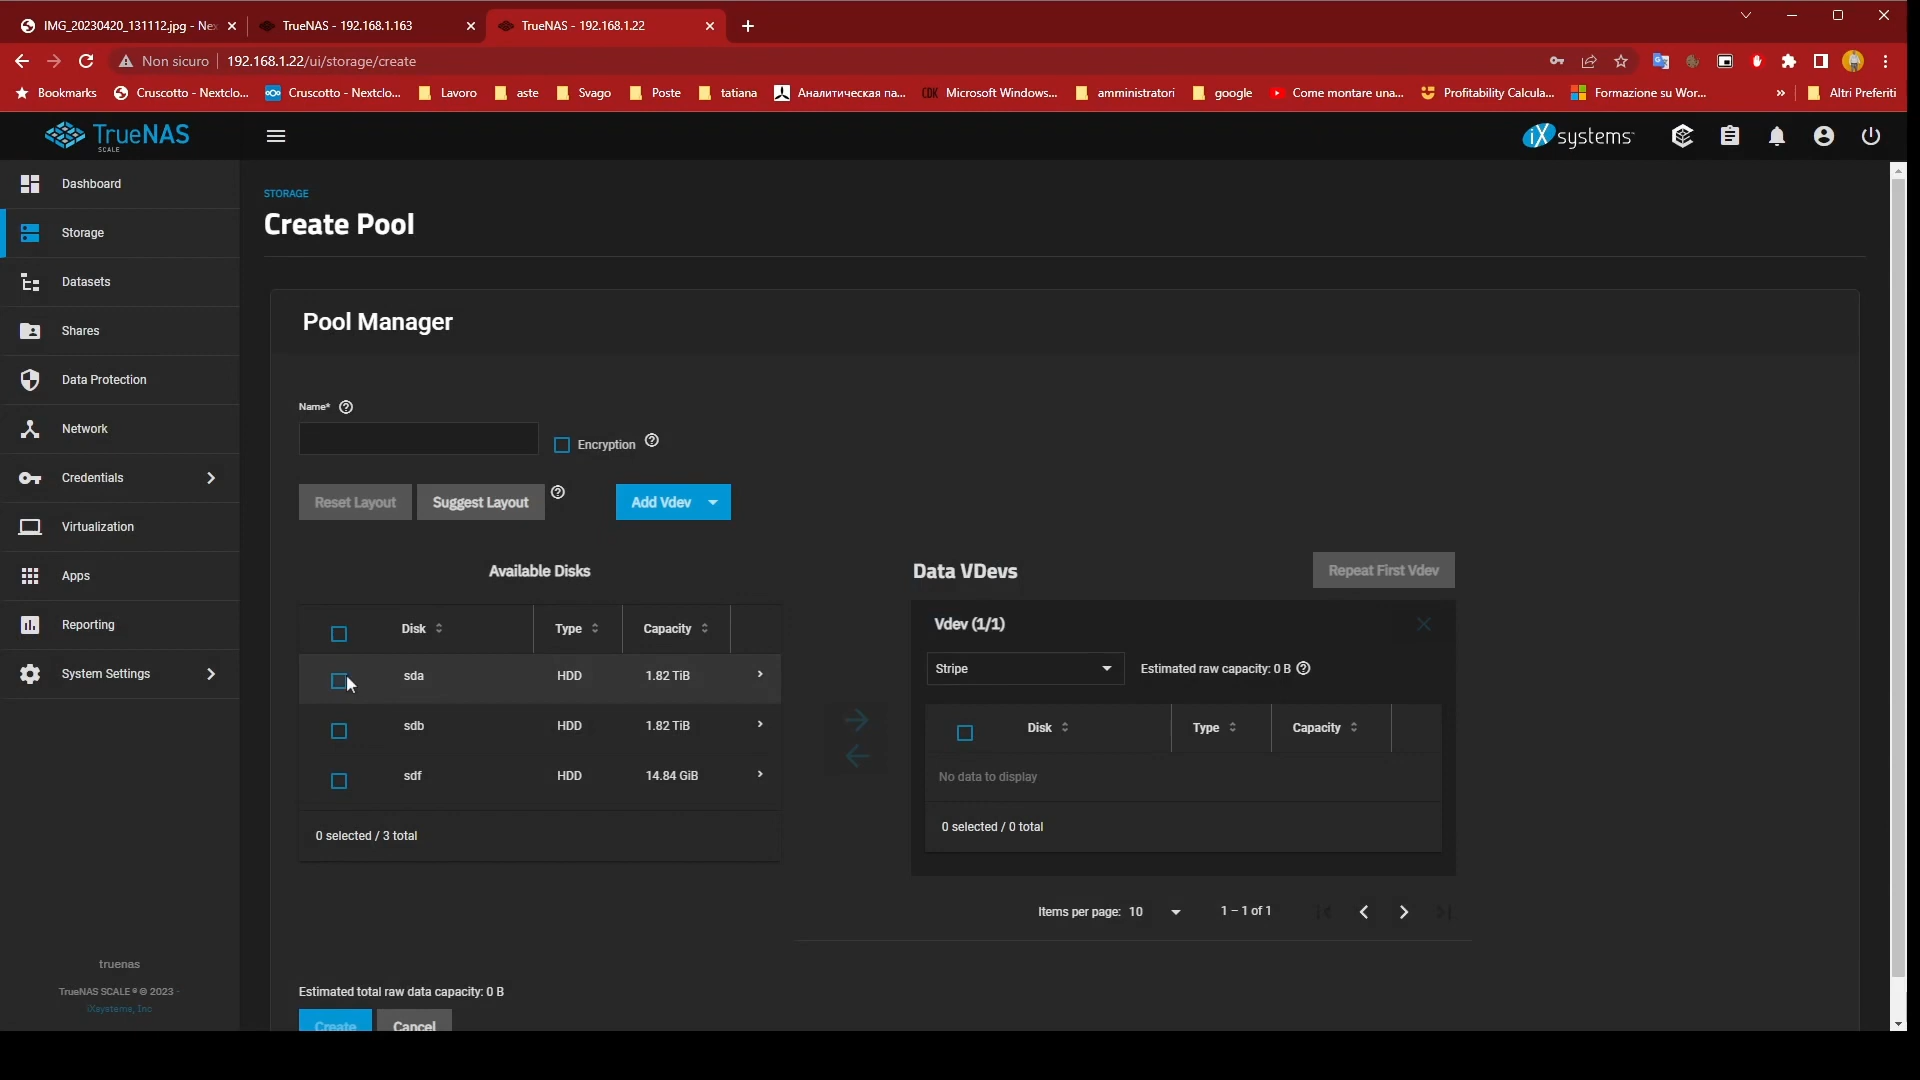 IMG_20230420_131112.jpg - Nex
TrueNAS - 192.168.1.163
TrueNAS - 192.168.1.22
Non sicuro
192.168.1.22/ui/storage/create
Bookmarks
Cruscotto - Nextclo...
Cruscotto - Nextclo...
Lavoro
aste
Svago
Poste
tatiana
Аналитическая па...
CDK
Microsoft Windows...
amministratori
google
Come montare una...
Profitability Calcula...
Formazione su Wor...
»
Altri Preferiti
TrueNAS
SCALE
iX systems
Dashboard
Storage
Datasets
Shares
Data Protection
Network
Credentials
Virtualization
Apps
Reporting
System Settings
truenas
TrueNAS SCALE ® © 2023 -
iXsystems, Inc
STORAGE
Create Pool
Pool Manager
Name*
Encryption
Reset Layout
Suggest Layout
Add Vdev
Available Disks
Disk Type Capacity
sda HDD 1.82 TiB
sdb HDD 1.82 TiB
sdf HDD 14.84 GiB
0 selected / 3 total
Data VDevs
Repeat First Vdev
Vdev (1/1)
Stripe
Estimated raw capacity: 0 B
Disk Type Capacity
No data to display
0 selected / 0 total
Items per page: 10
1 – 1 of 1
Estimated total raw data capacity: 0 B
Create
Cancel